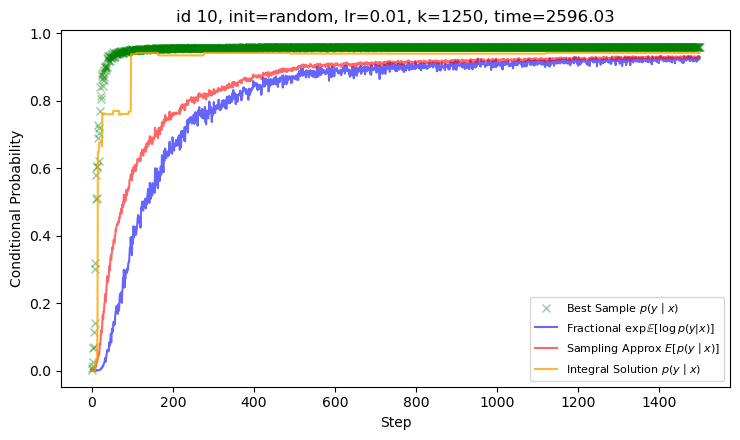 id 10, init=random, lr=0.01, k=1250, time=2596.03
1.0
0.8
0.6
0.4
0.2
0.0
Conditional Probability
0
200
400
600
800
1000
1200
1400
Step
Best Sample p(y | x)
Fractional exp𝔼[log p(y|x)]
Sampling Approx E[p(y | x)]
Integral Solution p(y | x)